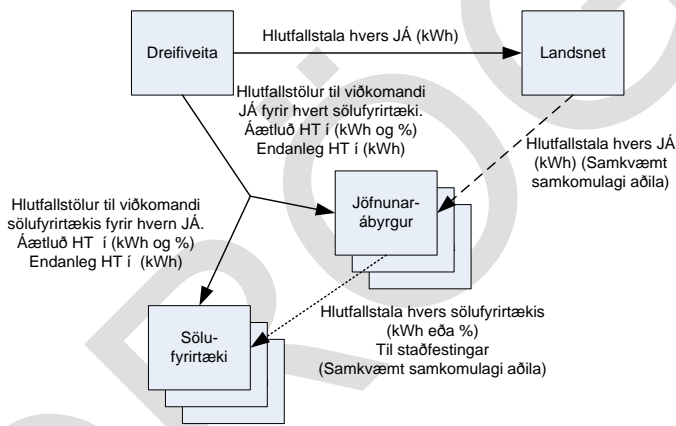 Dreifiveita
Hlutfallstala hvers JÁ (kWh)
Landsnet
Hlutfallstölur til viðkomandi
JÁ fyrir hvert sölufyrirtæki.
Áætluð HT í (kWh og %)
Endanleg HT í (kWh)
Hlutfallstala hvers JÁ
(kWh) (Samkvæmt
samkomulagi aðila)
Hlutfallstölur til viðkomandi
sölufyrirtækis fyrir hvern JÁ.
Áætluð HT í (kWh og %)
Endanleg HT í (kWh)
Jöfnunar-
ábyrgur
Hlutfallstala hvers sölufyrirtækis
(kWh eða %)
Til staðfestingar
(Samkvæmt samkomulagi aðila)
Sölu-
fyrirtæki